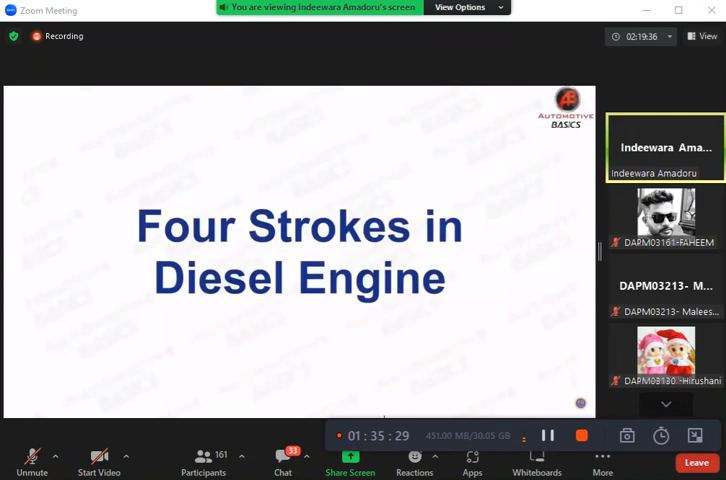 Zoom Meeting
You are viewing Indeewara Amadoru's screen
View Options
Recording
02:19:36
View
AUTOMOTIVE
BASICS
Four Strokes in
Diesel Engine
Indeewara Ama...
Indeewara Amadoru
DAPM03161-FAHEEM
DAPM03213- M...
DAPM03213- Malees...
DAPM03130 -Hirushani
01:35:29
451.00 MB/30.05 GB
Unmute
Start Video
161
Participants
33
Chat
Share Screen
Reactions
Apps
Whiteboards
More
Leave